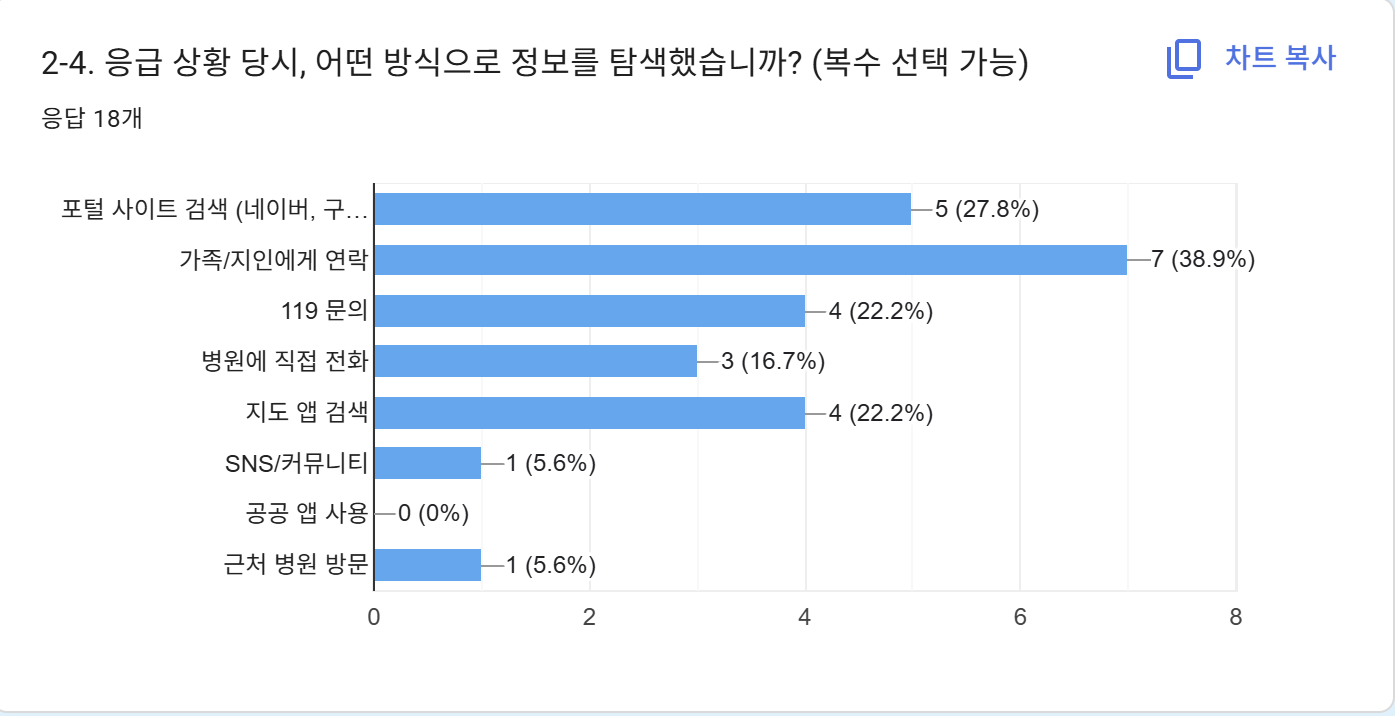 2-4. 응급 상황 당시, 어떤 방식으로 정보를 탐색했습니까? (복수 선택 가능)
차트 복사
응답 18개
포털 사이트 검색 (네이버, 구… 5 (27.8%)
가족/지인에게 연락 7 (38.9%)
119 문의 4 (22.2%)
병원에 직접 전화 3 (16.7%)
지도 앱 검색 4 (22.2%)
SNS/커뮤니티 1 (5.6%)
공공 앱 사용 0 (0%)
근처 병원 방문 1 (5.6%)
0 2 4 6 8